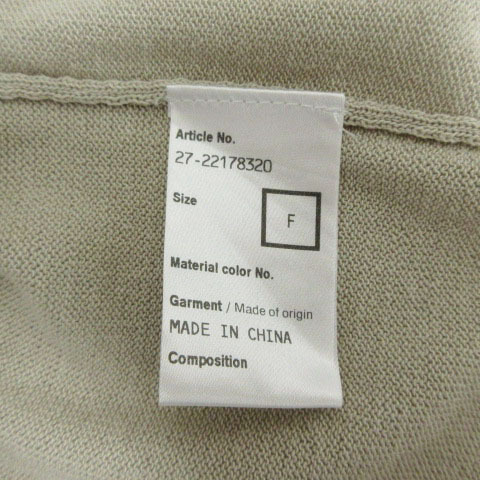 Article No.
27-22178320
Size
F
Material color No.
Garment / Made of origin
MADE IN CHINA
Composition